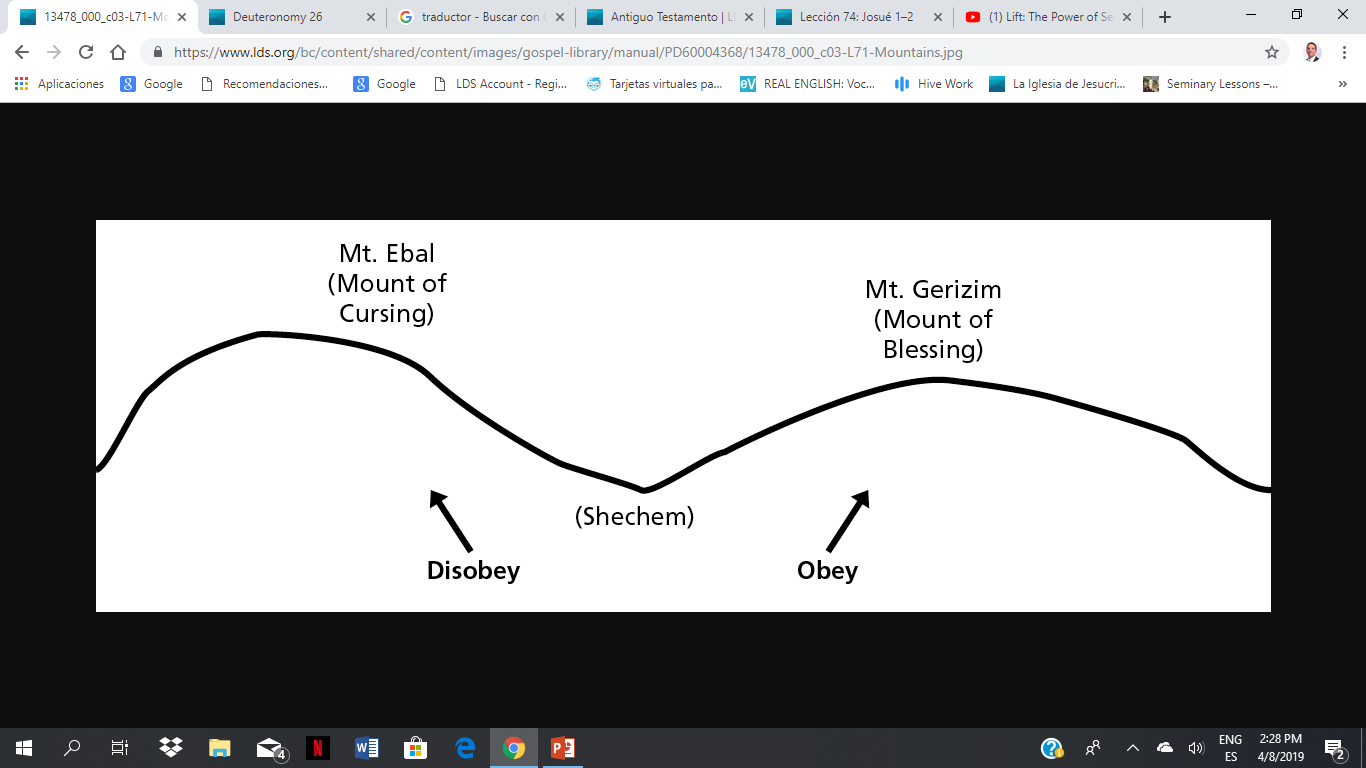 13478_000_c03-L71-Mo
Deuteronomy 26
traductor - Buscar con
Antiguo Testamento | L
Lección 74: Josué 1–2
(1) Lift: The Power of Se
https://www.lds.org/bc/content/shared/content/images/gospel-library/manual/PD60004368/13478_000_c03-L71-Mountains.jpg
Aplicaciones
Google
Recomendaciones...
Google
LDS Account - Regi...
Tarjetas virtuales pa...
eV
REAL ENGLISH: Voc...
Hive Work
La Iglesia de Jesucri...
Seminary Lessons –...
»
Mt. Ebal
(Mount of
Cursing)
Mt. Gerizim
(Mount of
Blessing)
(Shechem)
Disobey
Obey
4
N
ENG
ES
2:28 PM
4/8/2019
2